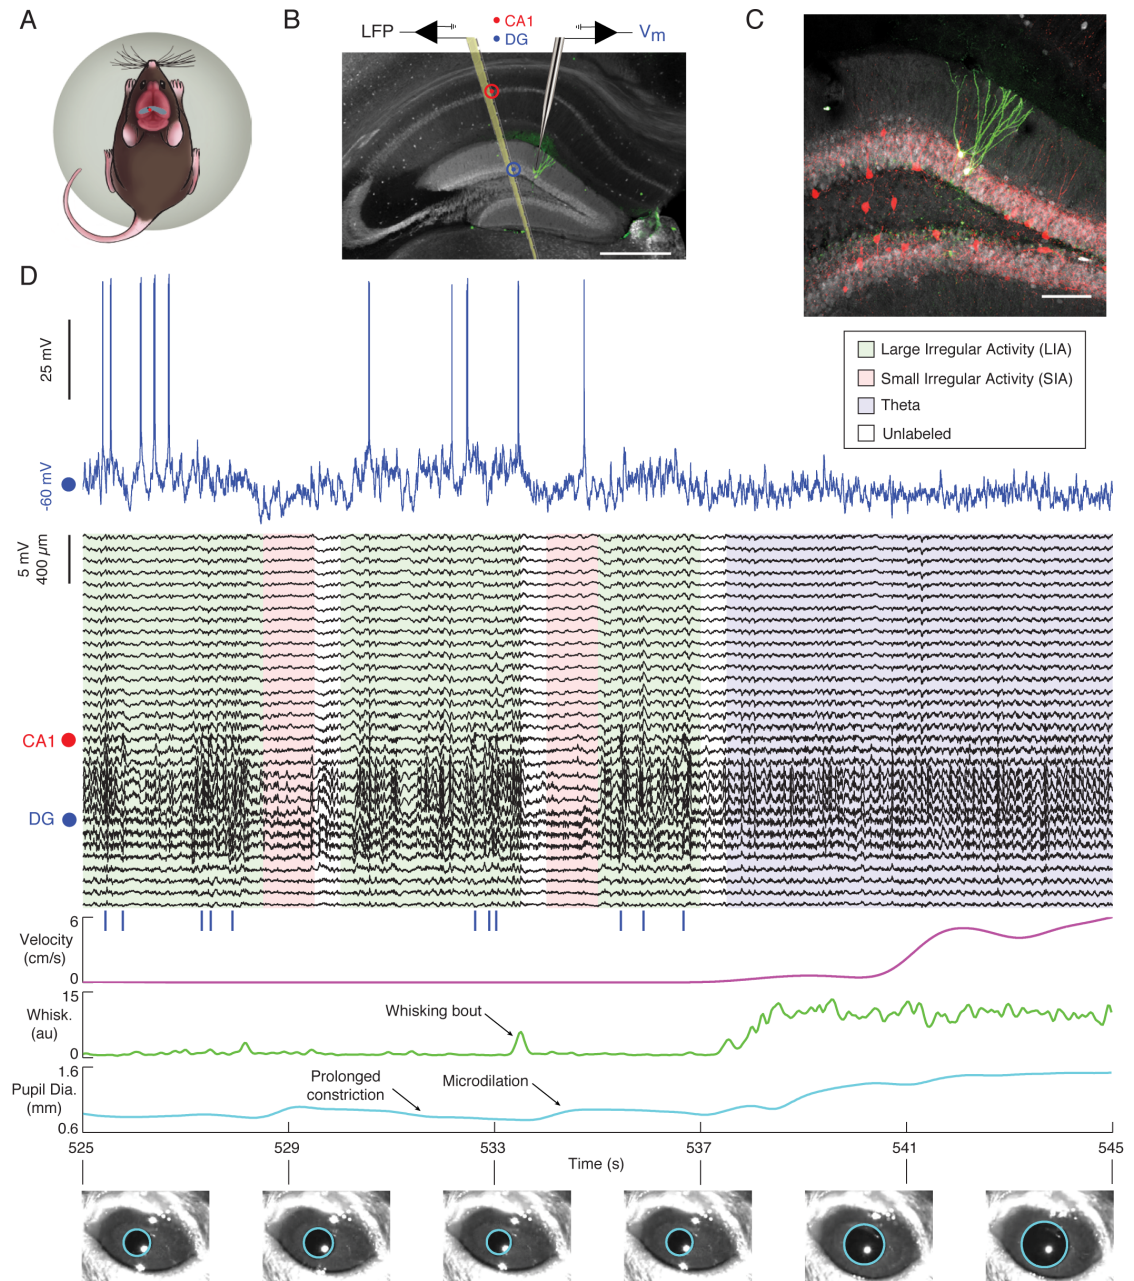 A
B
C
LFP
CA1
DG
Vm
D
25 mV
-60 mV
Large Irregular Activity (LIA)
Small Irregular Activity (SIA)
Theta
Unlabeled
5 mV
400 µm
CA1
DG
6
Velocity
(cm/s)
0
15
Whisk.
(au)
0
Whisking bout
1.6
Pupil Dia.
(mm)
0.6
Prolonged
constriction
Microdilation
525
529
533
537
541
545
Time (s)